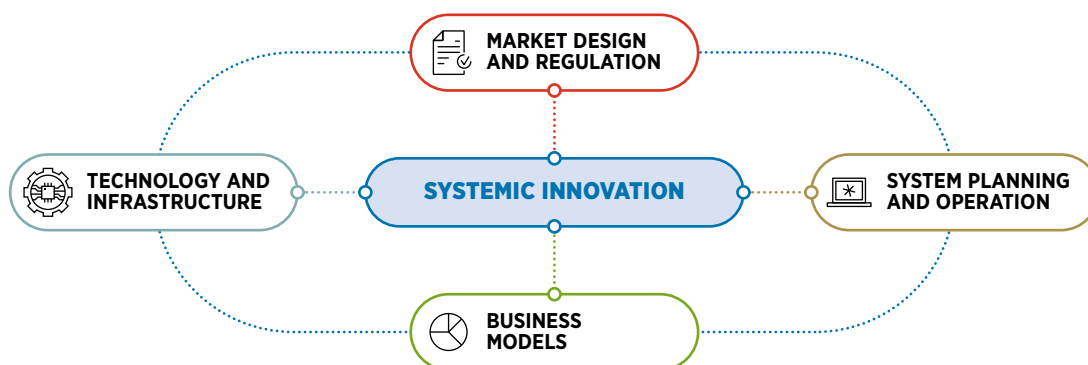 MARKET DESIGN
AND REGULATION
TECHNOLOGY AND
INFRASTRUCTURE
SYSTEMIC INNOVATION
SYSTEM PLANNING
AND OPERATION
BUSINESS
MODELS